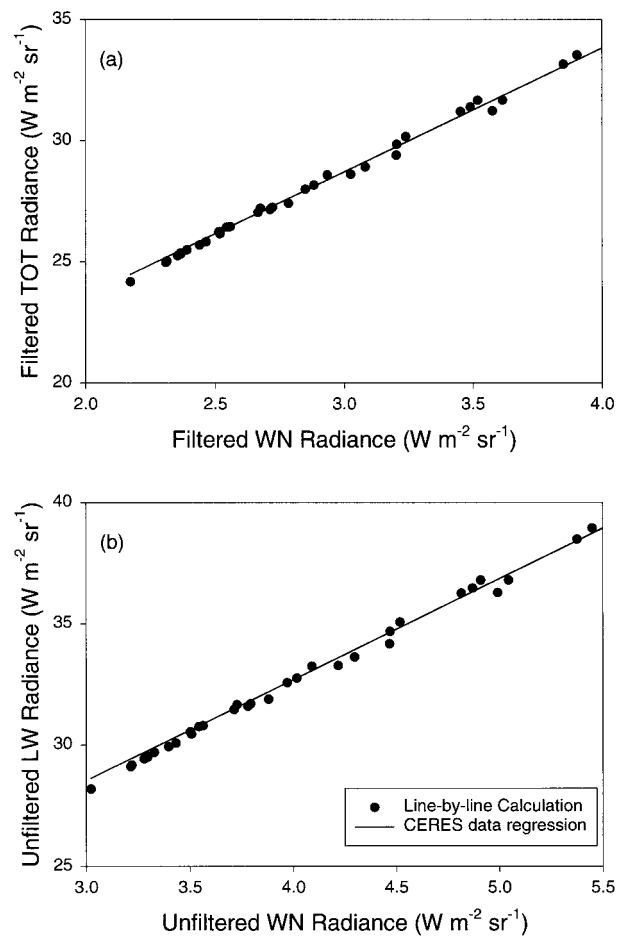 35
(a)
30
25
20
2.0 2.5 3.0 3.5 4.0
Filtered TOT Radiance (W m⁻² sr⁻¹)
Filtered WN Radiance (W m⁻² sr⁻¹)
40
(b)
35
30
25
3.0 3.5 4.0 4.5 5.0 5.5
Unfiltered LW Radiance (W m⁻² sr⁻¹)
Line-by-line Calculation
CERES data regression
Unfiltered WN Radiance (W m⁻² sr⁻¹)